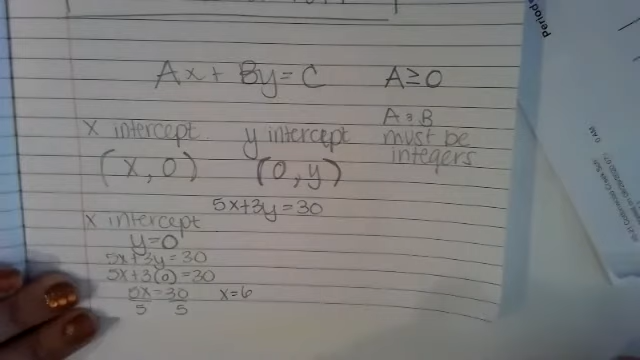 Ax + By = C   A ≥ 0
x intercept   y intercept   A & B
must be
(x, 0)   (0, y)   integers
5x+3y=30
x intercept
y=0
5x+3y=30
5x+3(0)=30
5x=30   x=6
5   5
Period